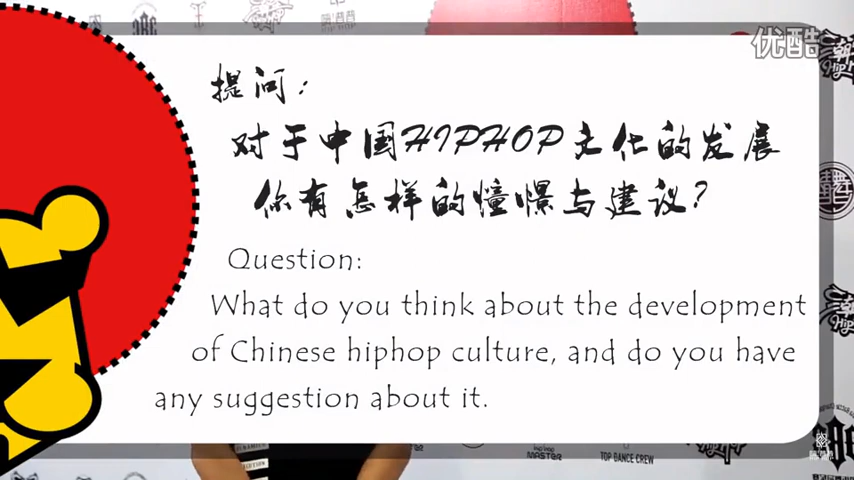 优酷
提问：
对于中国HIPHOP文化的发展
你有怎样的憧憬与建议？
Question:
What do you think about the development
of Chinese hiphop culture, and do you have
any suggestion about it.
MASTER
TOP DANCE CREW